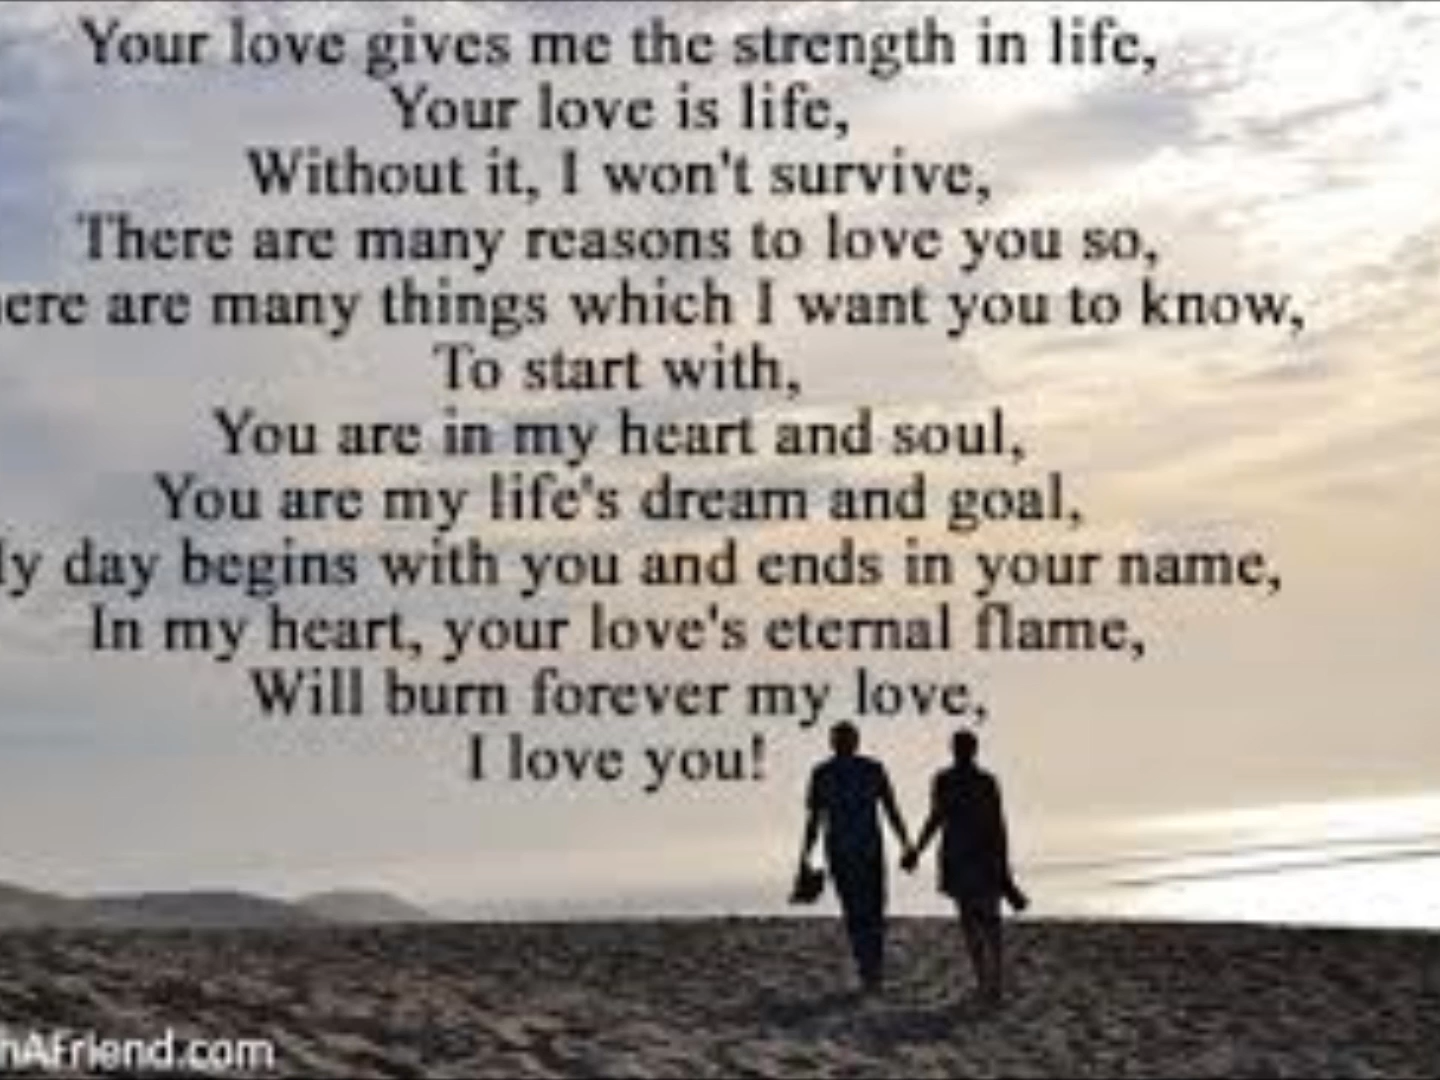 Your love gives me the strength in life,
Your love is life,
Without it, I won't survive,
There are many reasons to love you so,
ere are many things which I want you to know,
To start with,
You are in my heart and soul,
You are my life's dream and goal,
ly day begins with you and ends in your name,
In my heart, your love's eternal flame,
Will burn forever my love,
I love you!
hAFriend.com